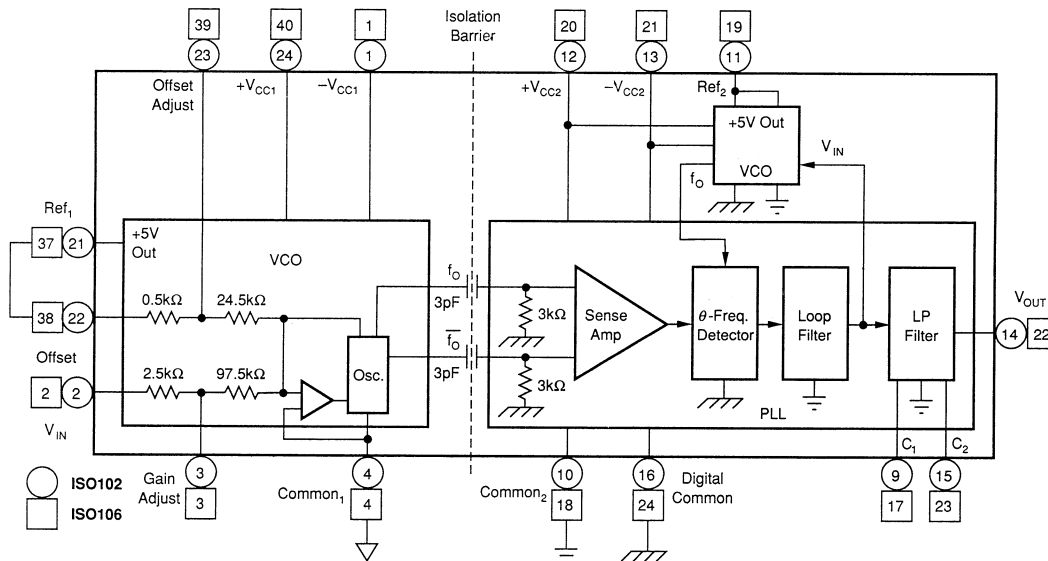 39 40 1 Isolation 20 21 19
23 24 1 Barrier 12 13 11
Offset +VCC1 −VCC1 +VCC2 −VCC2 Ref2
Adjust
+5V Out
VIN
VCO
fO
Ref1
37 21 +5V
Out VCO
38 22 0.5kΩ 24.5kΩ
Offset
2 2 2.5kΩ 97.5kΩ
VIN
Osc.
fO
3pF
f̅O
3pF
3kΩ
3kΩ
Sense
Amp
θ-Freq.
Detector
Loop
Filter
LP
Filter
VOUT
14 22
PLL
C1 C2
3 Gain
3 Adjust
4 Common1
4
10 Common2
18
16 Digital
24 Common
9 15
17 23
ISO102
ISO106